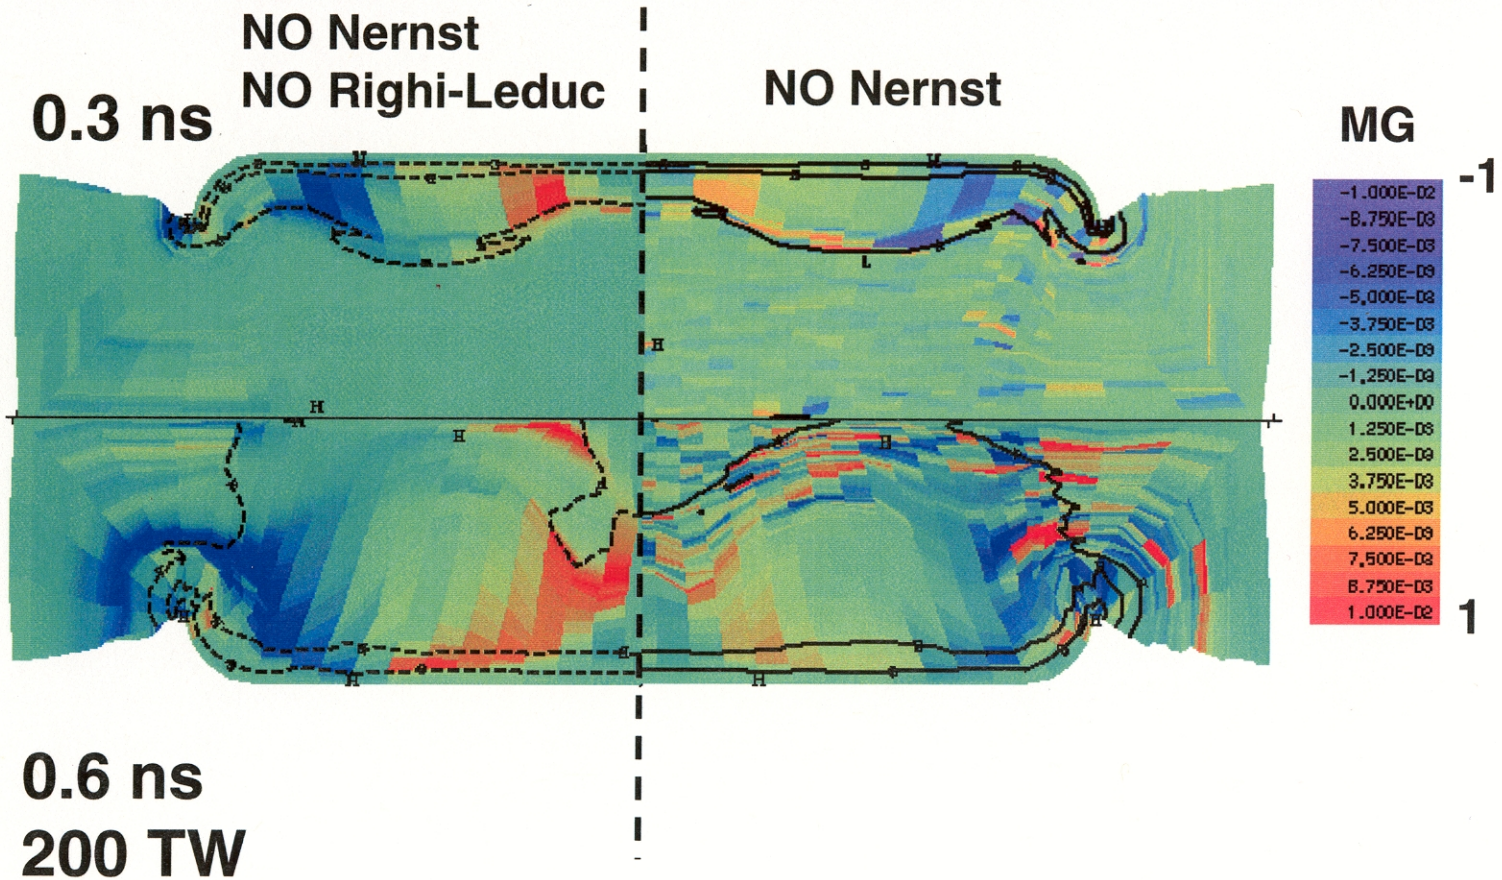 NO Nernst
NO Righi-Leduc
NO Nernst
0.3 ns
MG
-1
-1.000E-02
-8.750E-03
-7.500E-03
-6.250E-03
-5.000E-03
-3.750E-03
-2.500E-03
-1.250E-03
0.000E+00
1.250E-03
2.500E-03
3.750E-03
5.000E-03
6.250E-03
7.500E-03
8.750E-03
1.000E-02
1
H
H
L
H
H
H
H
H
H
H
H
0.6 ns
200 TW